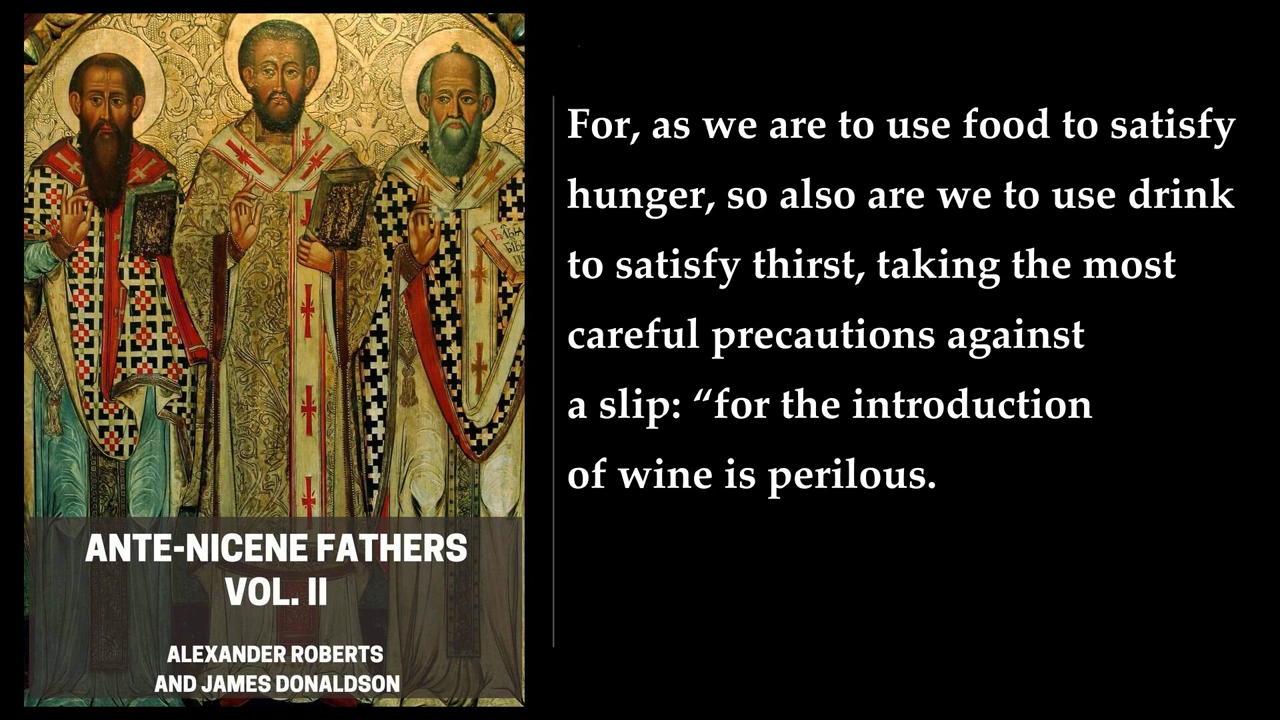 ANTE-NICENE FATHERS
VOL. II
ALEXANDER ROBERTS
AND JAMES DONALDSON
For, as we are to use food to satisfy
hunger, so also are we to use drink
to satisfy thirst, taking the most
careful precautions against
a slip: “for the introduction
of wine is perilous.